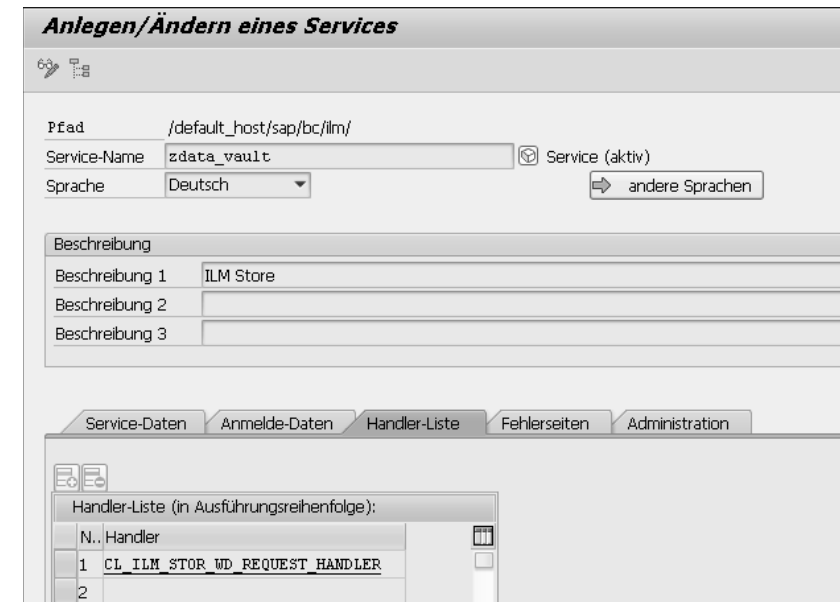 Anlegen/Ändern eines Services
Pfad /default_host/sap/bc/ilm/
Service-Name zdata_vault Service (aktiv)
Sprache Deutsch andere Sprachen
Beschreibung
Beschreibung 1 ILM Store
Beschreibung 2
Beschreibung 3
Service-Daten Anmelde-Daten Handler-Liste Fehlerseiten Administration
Handler-Liste (in Ausführungsreihenfolge):
N.. Handler
1 CL_ILM_STOR_WD_REQUEST_HANDLER
2